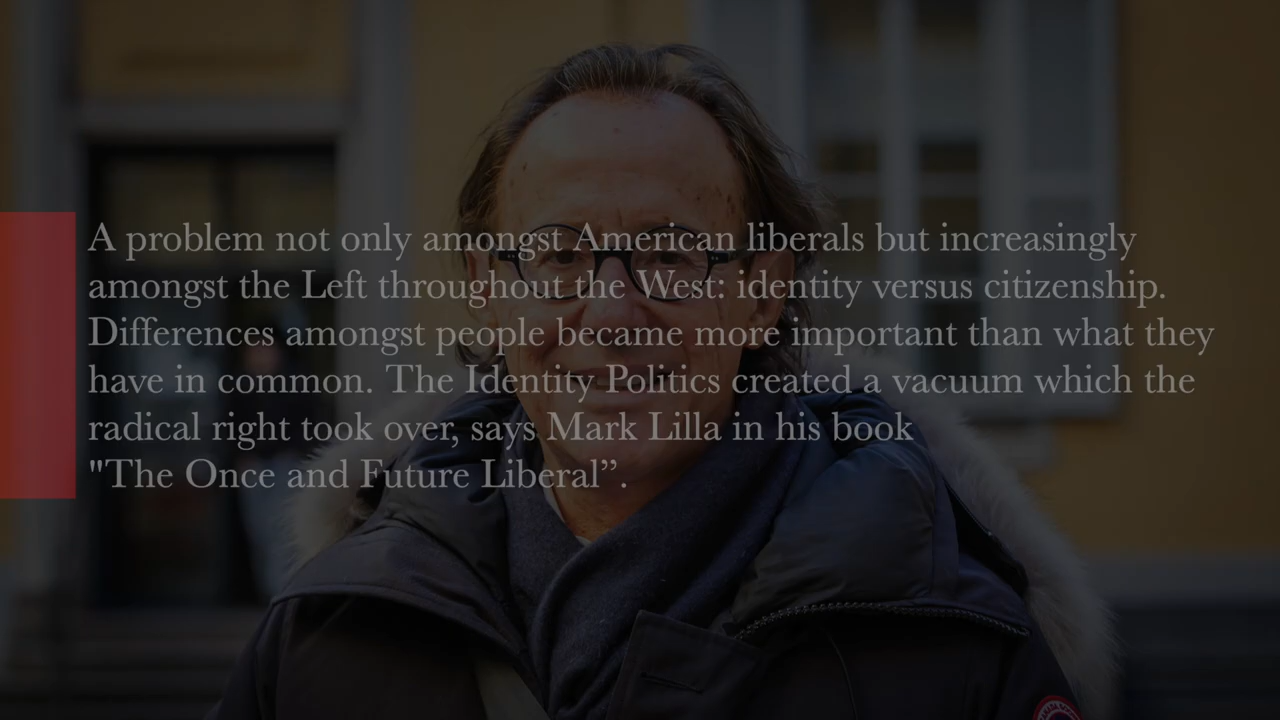 A problem not only amongst American liberals but increasingly
amongst the Left throughout the West: identity versus citizenship.
Differences amongst people became more important than what they
have in common. The Identity Politics created a vacuum which the
radical right took over, says Mark Lilla in his book
"The Once and Future Liberal”.